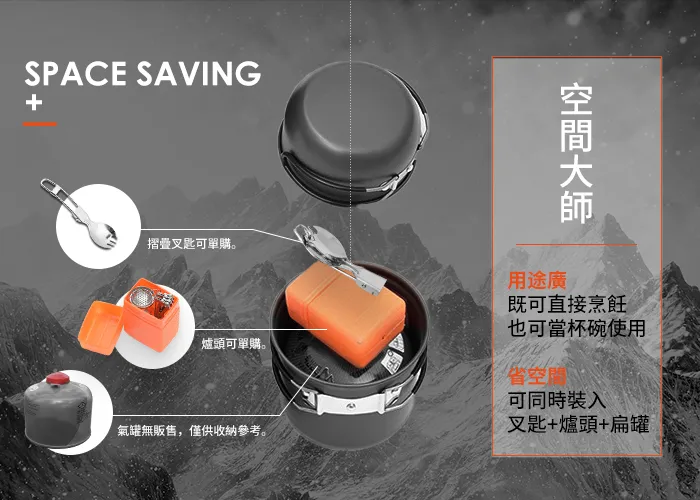 SPACE SAVING
+
空間大師
摺疊叉匙可單購。
爐頭可單購。
氣罐無販售，僅供收納參考。
用途廣
既可直接烹飪
也可當杯碗使用
省空間
可同時裝入
叉匙+爐頭+扁罐